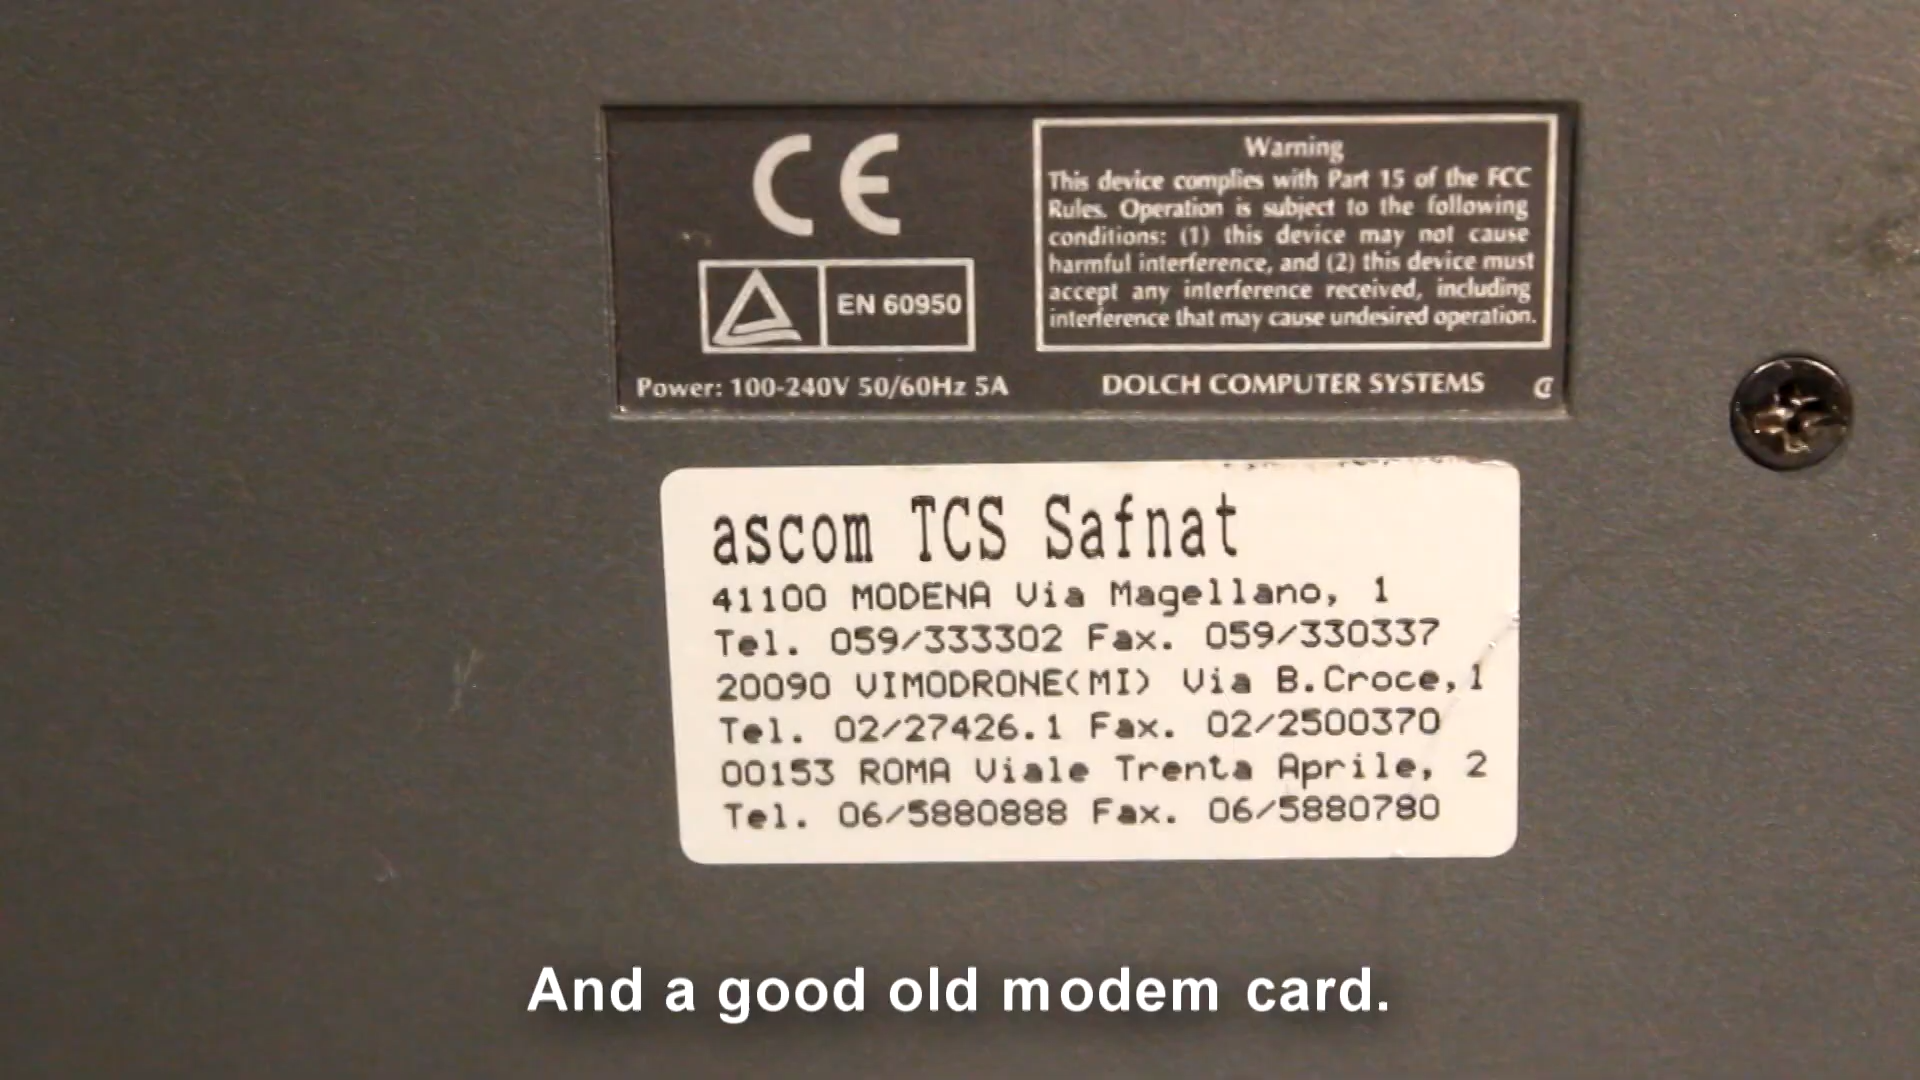 CE
EN 60950
Power: 100-240V 50/60Hz 5A
Warning
This device complies with Part 15 of the FCC
Rules. Operation is subject to the following
conditions: (1) this device may not cause
harmful interference, and (2) this device must
accept any interference received, including
interference that may cause undesired operation.
DOLCH COMPUTER SYSTEMS
ascom TCS Safnat
41100 MODENA Via Magellano, 1
Tel. 059/333302 Fax. 059/330337
20090 VIMODRONE(MI) Via B.Croce,1
Tel. 02/27426.1 Fax. 02/2500370
00153 ROMA Viale Trenta Aprile, 2
Tel. 06/5880888 Fax. 06/5880780
And a good old modem card.